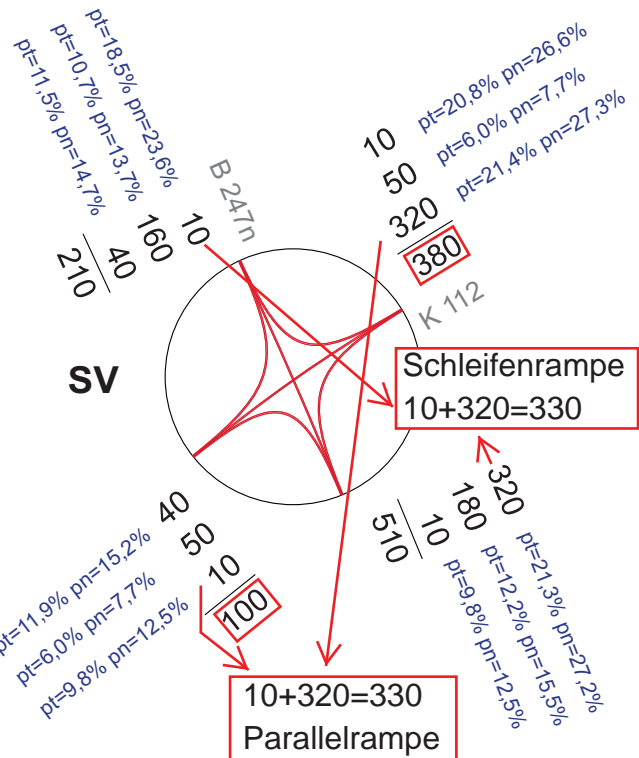 pt=18,5% pn=23,6%
pt=10,7% pn=13,7%
pt=11,5% pn=14,7%
10
160
40
210
B 247n
pt=20,8% pn=26,6%
pt=6,0% pn=7,7%
pt=21,4% pn=27,3%
10
50
320
380
K 112
SV
Schleifenrampe
10+320=330
320
180
10
510
pt=21,3% pn=27,2%
pt=12,2% pn=15,5%
pt=9,8% pn=12,5%
40
50
10
100
pt=11,9% pn=15,2%
pt=6,0% pn=7,7%
pt=9,8% pn=12,5%
10+320=330
Parallelrampe